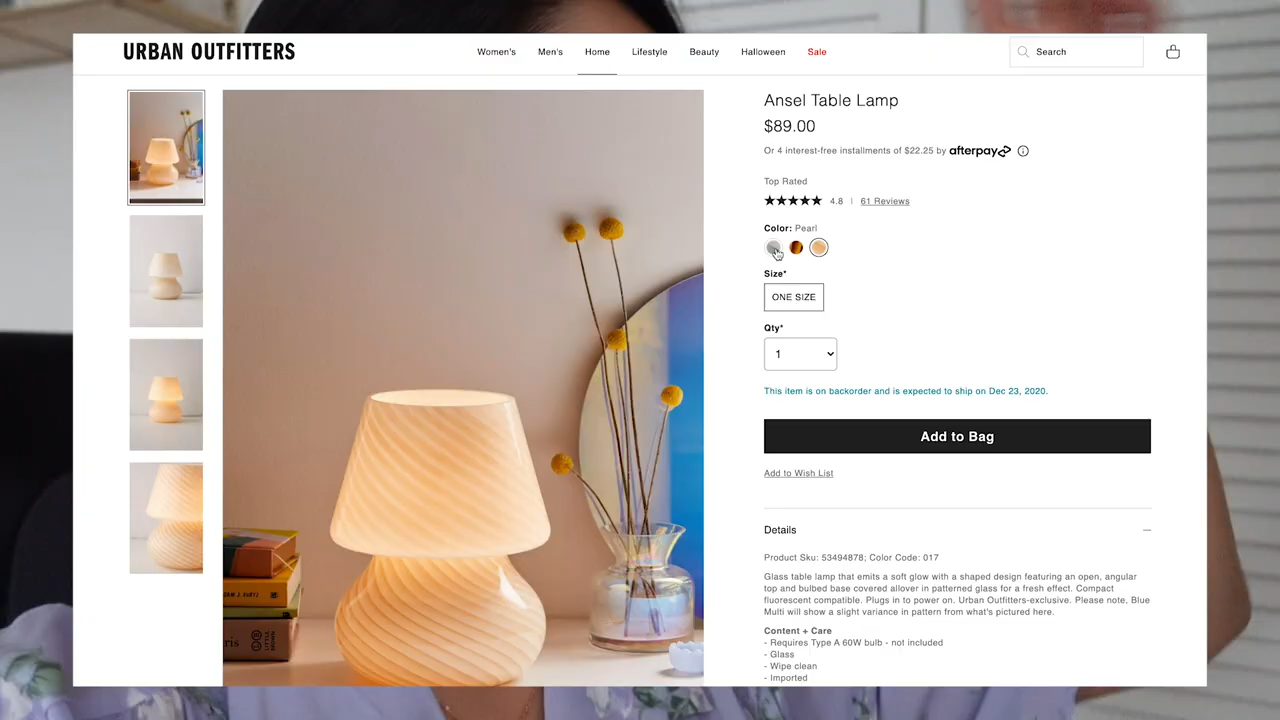 URBAN OUTFITTERS
Women's Men's Home Lifestyle Beauty Halloween Sale
Search
Ansel Table Lamp
$89.00
Or 4 interest-free installments of $22.25 by afterpay
Top Rated
4.8 | 61 Reviews
Color: Pearl
Size*
ONE SIZE
Qty*
1
This item is on backorder and is expected to ship on Dec 23, 2020.
Add to Bag
Add to Wish List
Details
Product Sku: 53494878; Color Code: 017
Glass table lamp that emits a soft glow with a shaped design featuring an open, angular
top and bulbed base covered allover in patterned glass for a fresh effect. Compact
fluorescent compatible. Plugs in to power on. Urban Outfitters-exclusive. Please note, Blue
Multi will show a slight variance in pattern from what's pictured here.
Content + Care
- Requires Type A 60W bulb - not included
- Glass
- Wipe clean
- Imported